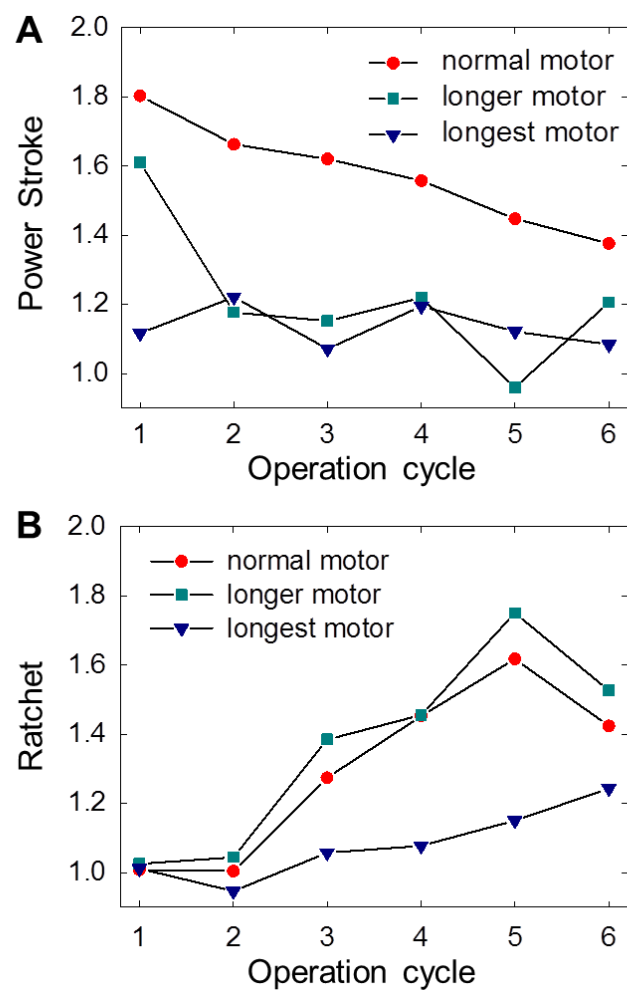 A
2.0
1.8
1.6
1.4
1.2
1.0
Power Stroke
normal motor
longer motor
longest motor
1 2 3 4 5 6
Operation cycle
B
2.0
1.8
1.6
1.4
1.2
1.0
Ratchet
normal motor
longer motor
longest motor
1 2 3 4 5 6
Operation cycle